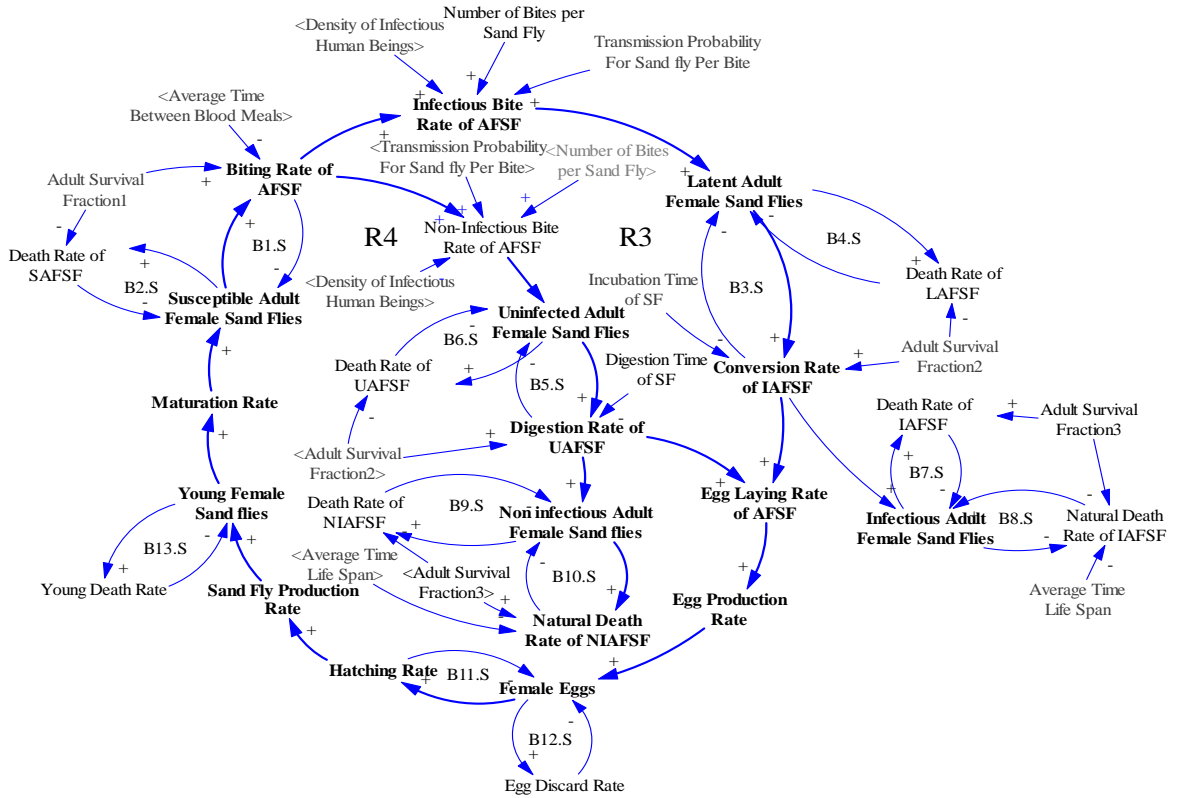 Number of Bites per
Sand Fly
<Density of Infectious
Human Beings>
Transmission Probability
For Sand fly Per Bite
<Average Time
Between Blood Meals>
Infectious Bite
Rate of AFSF
<Transmission Probability
For Sand fly Per Bite>
<Number of Bites
per Sand Fly>
Biting Rate of
AFSF
Adult Survival
Fraction1
Latent Adult
Female Sand Flies
R4
Non-Infectious Bite
Rate of AFSF
R3
B1.S
B4.S
Death Rate of
SAFSF
B2.S
<Density of Infectious
Human Beings>
Incubation Time
of SF
B3.S
Death Rate of
LAFSF
Susceptible Adult
Female Sand Flies
Uninfected Adult
Female Sand Flies
B6.S
Death Rate of
UAFSF
B5.S
Digestion Time
of SF
Conversion Rate
of IAFSF
Adult Survival
Fraction2
Maturation Rate
Digestion Rate of
UAFSF
Death Rate of
IAFSF
Adult Survival
Fraction3
<Adult Survival
Fraction2>
B7.S
Young Female
Sand flies
Death Rate of
NIAFSF
B9.S
Non infectious Adult
Female Sand flies
Egg Laying Rate
of AFSF
Infectious Adult
Female Sand Flies
B8.S
Natural Death
Rate of IAFSF
B13.S
<Average Time
Life Span>
<Adult Survival
Fraction3>
B10.S
Young Death Rate
Sand Fly Production
Rate
Egg Production
Rate
Average Time
Life Span
Natural Death
Rate of NIAFSF
Hatching Rate
B11.S
Female Eggs
B12.S
Egg Discard Rate